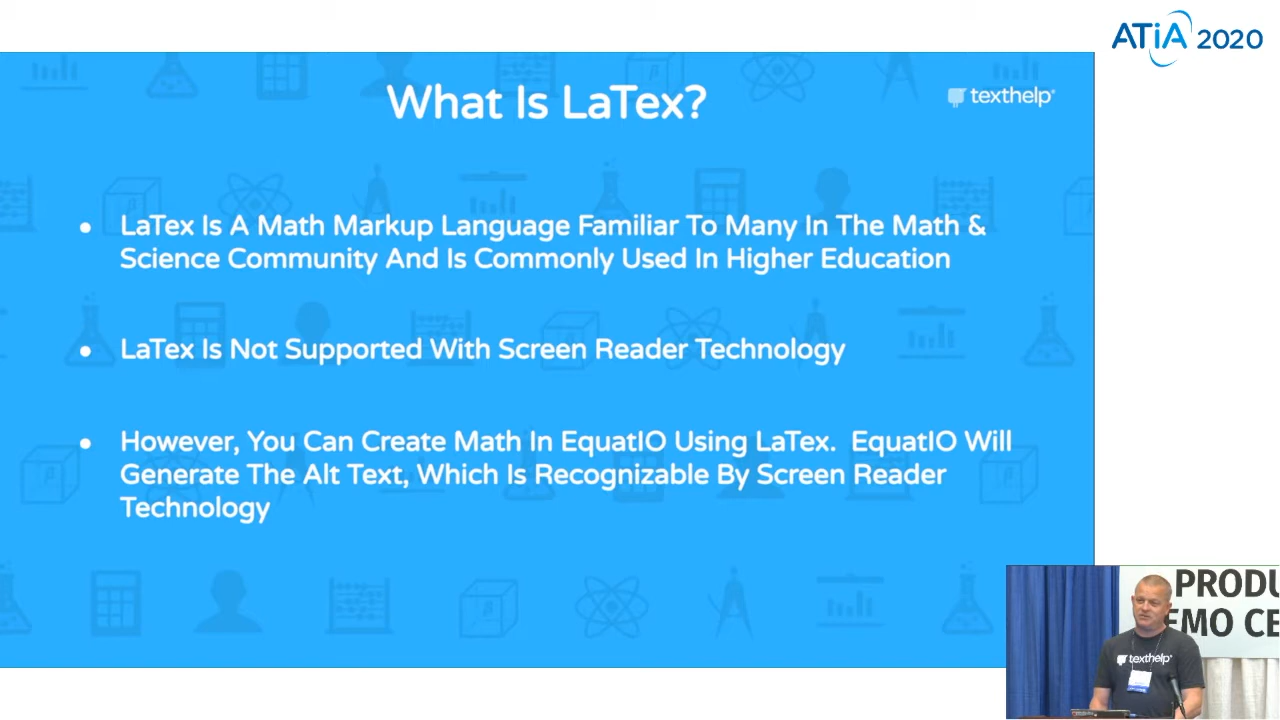 ATiA 2020
What Is LaTex?
texthelp
● LaTex Is A Math Markup Language Familiar To Many In The Math &
Science Community And Is Commonly Used In Higher Education
● LaTex Is Not Supported With Screen Reader Technology
● However, You Can Create Math In EquatIO Using LaTex.  EquatIO Will
Generate The Alt Text, Which Is Recognizable By Screen Reader
Technology
PRODU
EMO CE
texthelp